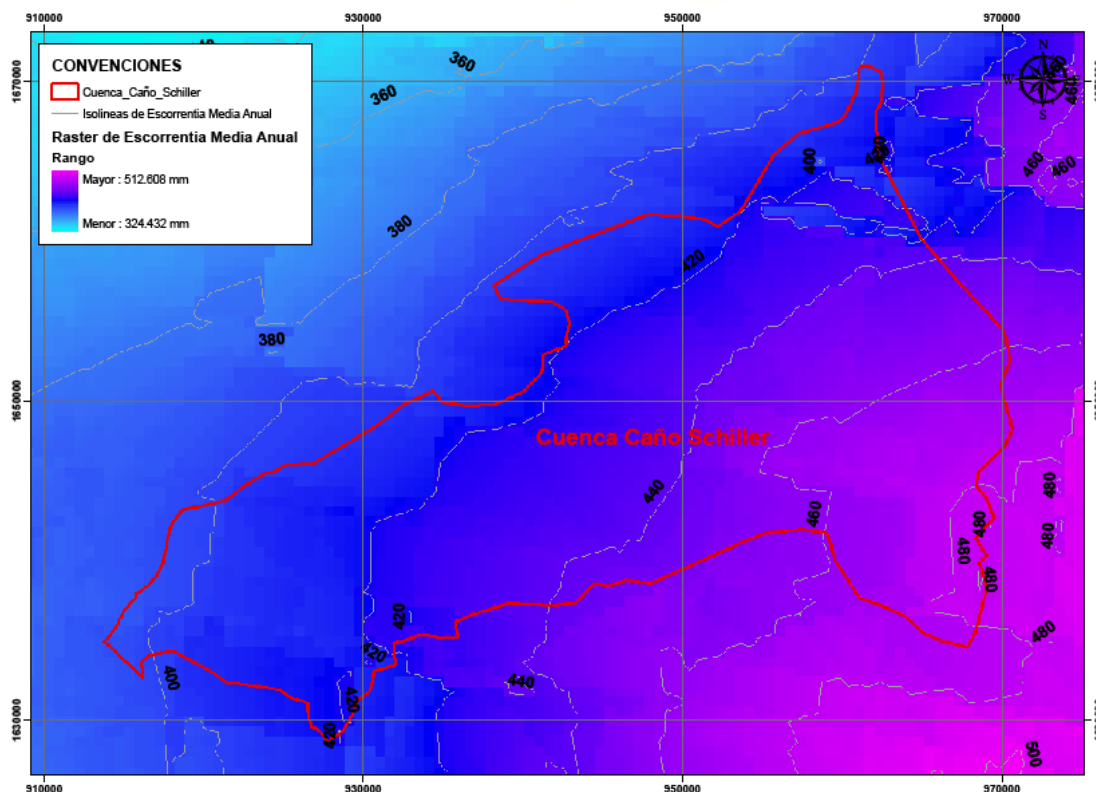 910000 930000 950000 970000
CONVENCIONES
Cuenca_Caño_Schiller
Isolineas de Escorrentia Media Anual
Raster de Escorrentia Media Anual
Rango
Mayor : 512.608 mm
Menor : 324.432 mm
N
W
S
1670000
360
360
460
460
460
400
420
380
420
380
1650000
Cuenca Caño Schiller
440
460
480
480
480
480
480
480
420
420
400
440
420
420
1630000
500
910000 930000 950000 970000